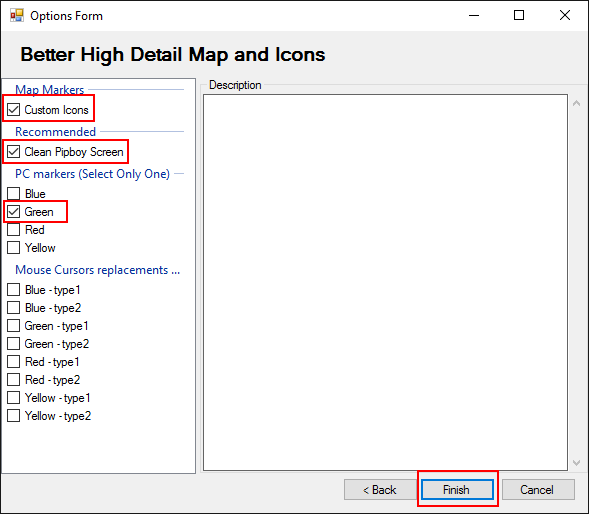 Options Form
Better High Detail Map and Icons
Map Markers
Custom Icons
Recommended
Clean Pipboy Screen
PC markers (Select Only One)
Blue
Green
Red
Yellow
Mouse Cursors replacements ...
Blue - type1
Blue - type2
Green - type1
Green - type2
Red - type1
Red - type2
Yellow - type1
Yellow - type2
Description
< Back
Finish
Cancel